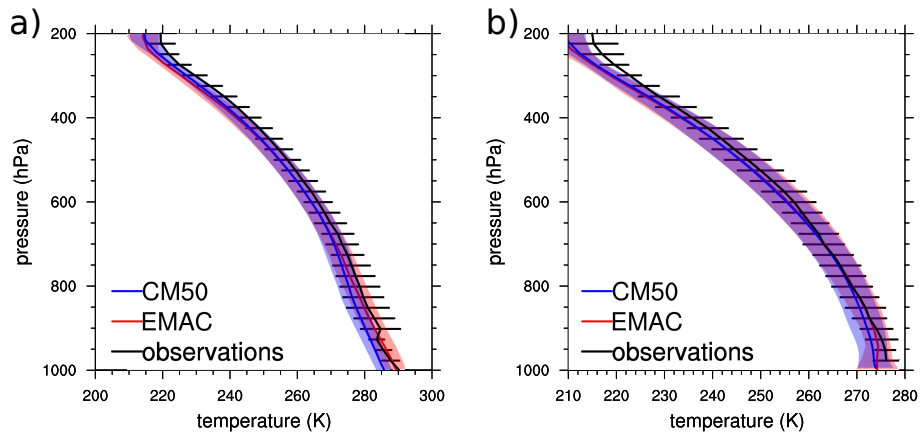 a)
200
400
600
800
1000
pressure (hPa)
CM50
EMAC
observations
200 220 240 260 280 300
temperature (K)
b)
200
400
600
800
1000
pressure (hPa)
CM50
EMAC
observations
210 220 230 240 250 260 270 280
temperature (K)